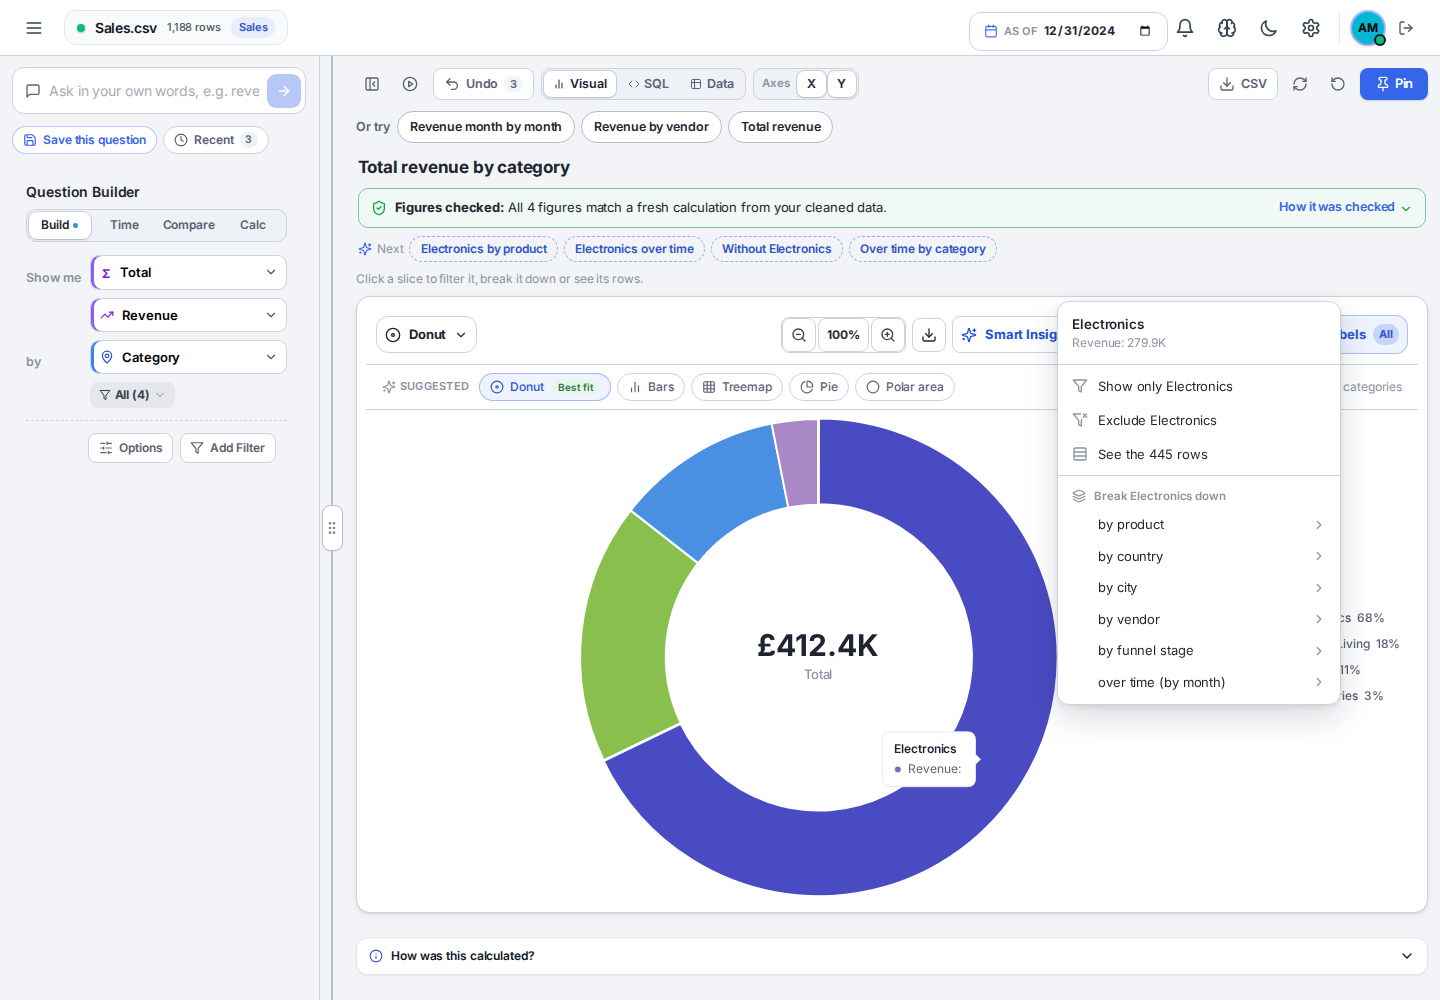 Sales.csv 1,188 rows Sales
AS OF 12/31/2024
AM
Ask in your own words, e.g. reve
Save this question
Recent 3
Question Builder
Build Time Compare Calc
Show me Total
Revenue
by Category
All (4)
Options
Add Filter
Undo 3
Visual SQL Data
Axes X Y
CSV
Pin
Or try Revenue month by month Revenue by vendor Total revenue
Total revenue by category
Figures checked: All 4 figures match a fresh calculation from your cleaned data. How it was checked
Next Electronics by product Electronics over time Without Electronics Over time by category
Click a slice to filter it, break it down or see its rows.
Donut
100%
Smart Insig
bels All
SUGGESTED Donut Best fit Bars Treemap Pie Polar area
categories
Electronics
Revenue: 279.9K
Show only Electronics
Exclude Electronics
See the 445 rows
Break Electronics down
by product
by country
by city
by vendor
by funnel stage
over time (by month)
cs 68%
Living 18%
11%
ies 3%
£412.4K
Total
Electronics
Revenue:
How was this calculated?